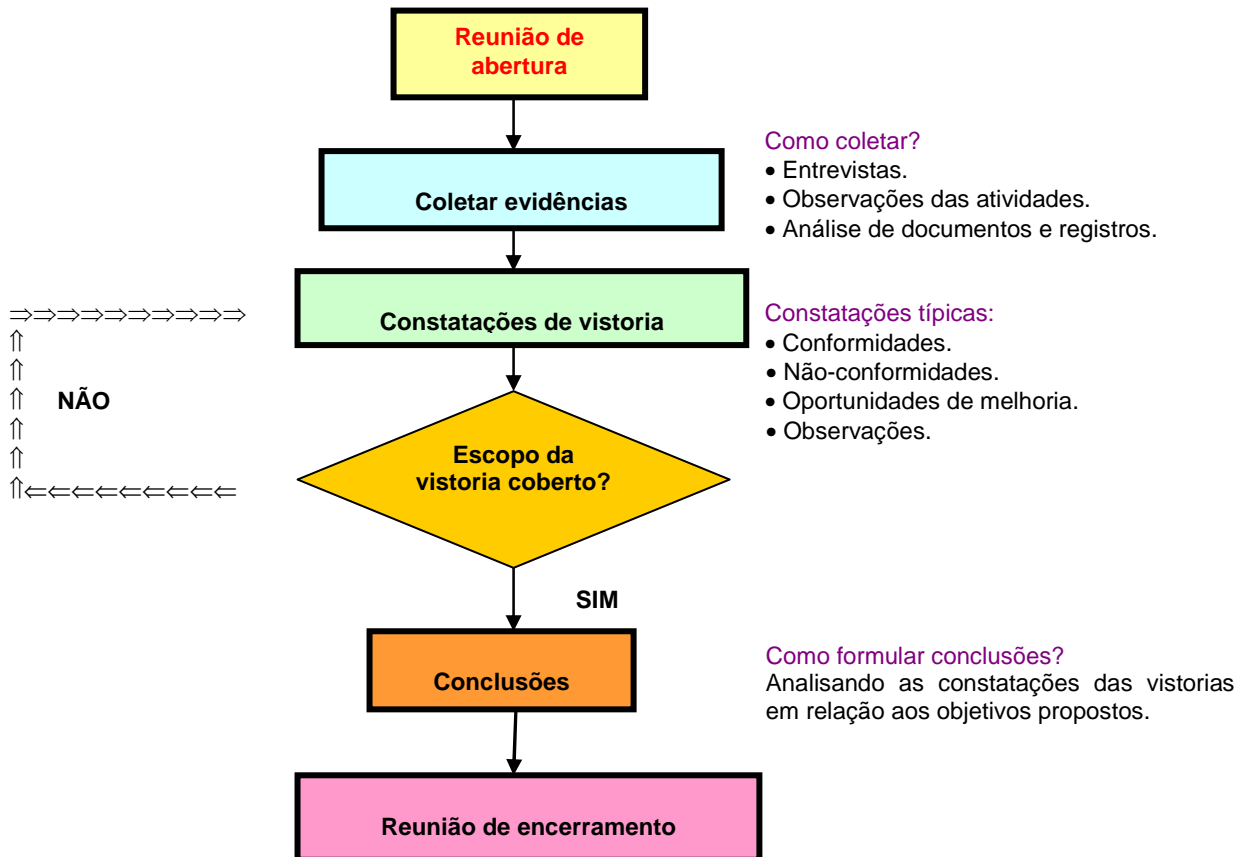 Reunião de
abertura
Coletar evidências
Como coletar?
• Entrevistas.
• Observações das atividades.
• Análise de documentos e registros.
Constatações de vistoria
Constatações típicas:
• Conformidades.
• Não-conformidades.
• Oportunidades de melhoria.
• Observações.
⇒⇒⇒⇒⇒⇒⇒⇒⇒⇒
⇑
⇑
⇑ NÃO
⇑
⇑
⇑⇐⇐⇐⇐⇐⇐⇐⇐⇐
Escopo da
vistoria coberto?
SIM
Conclusões
Como formular conclusões?
Analisando as constatações das vistorias
em relação aos objetivos propostos.
Reunião de encerramento